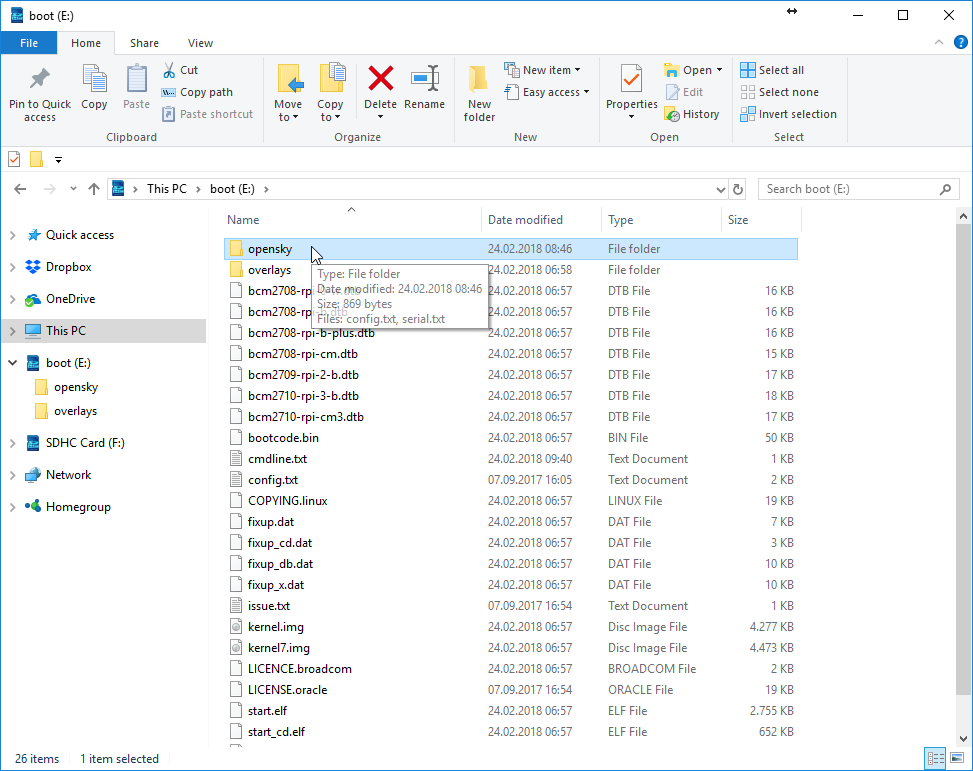 boot (E:)
File Home Share View
Pin to Quick access
Copy
Paste
Cut
Copy path
Paste shortcut
Clipboard
Move to
Copy to
Delete
Rename
Organize
New folder
New item
Easy access
New
Properties
Open
Edit
History
Open
Select all
Select none
Invert selection
Select
This PC boot (E:)
Search boot (E:)
Quick access
Dropbox
OneDrive
This PC
boot (E:)
opensky
overlays
SDHC Card (F:)
Network
Homegroup
Name Date modified Type Size
opensky 24.02.2018 08:46 File folder
overlays 24.02.2018 06:58 File folder
Type: File folder
Date modified: 24.02.2018 08:46
Size: 869 bytes
Files: config.txt, serial.txt
bcm2708-rpi- 24.02.2018 06:57 DTB File 16 KB
bcm2708-rpi-b.dtb 24.02.2018 06:57 DTB File 16 KB
bcm2708-rpi-b-plus.dtb 24.02.2018 06:57 DTB File 16 KB
bcm2708-rpi-cm.dtb 24.02.2018 06:57 DTB File 15 KB
bcm2709-rpi-2-b.dtb 24.02.2018 06:57 DTB File 17 KB
bcm2710-rpi-3-b.dtb 24.02.2018 06:57 DTB File 18 KB
bcm2710-rpi-cm3.dtb 24.02.2018 06:57 DTB File 17 KB
bootcode.bin 24.02.2018 06:57 BIN File 50 KB
cmdline.txt 24.02.2018 09:40 Text Document 1 KB
config.txt 07.09.2017 16:05 Text Document 2 KB
COPYING.linux 24.02.2018 06:57 LINUX File 19 KB
fixup.dat 24.02.2018 06:57 DAT File 7 KB
fixup_cd.dat 24.02.2018 06:57 DAT File 3 KB
fixup_db.dat 24.02.2018 06:57 DAT File 10 KB
fixup_x.dat 24.02.2018 06:57 DAT File 10 KB
issue.txt 07.09.2017 16:54 Text Document 1 KB
kernel.img 24.02.2018 06:57 Disc Image File 4.277 KB
kernel7.img 24.02.2018 06:57 Disc Image File 4.473 KB
LICENCE.broadcom 24.02.2018 06:57 BROADCOM File 2 KB
LICENSE.oracle 07.09.2017 16:54 ORACLE File 19 KB
start.elf 24.02.2018 06:57 ELF File 2.755 KB
start_cd.elf 24.02.2018 06:57 ELF File 652 KB
26 items 1 item selected